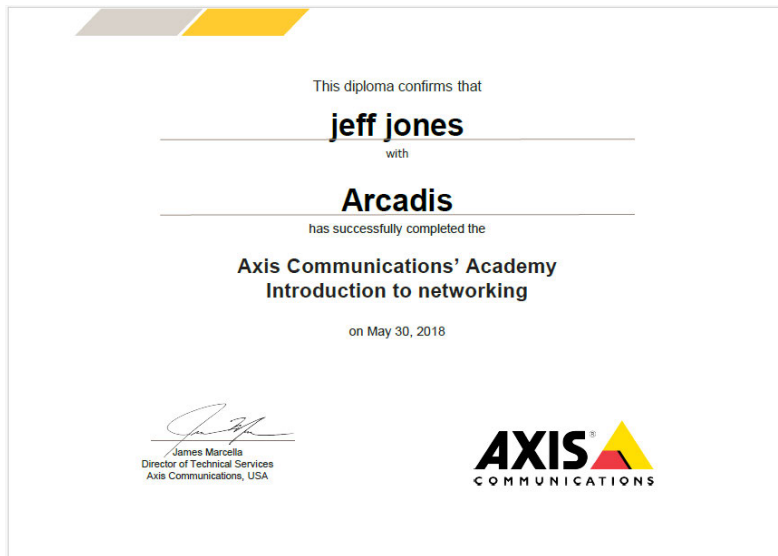 This diploma confirms that
jeff jones
with
Arcadis
has successfully completed the
Axis Communications’ Academy
Introduction to networking
on May 30, 2018
James Marcella
Director of Technical Services
Axis Communications, USA
AXIS®
COMMUNICATIONS